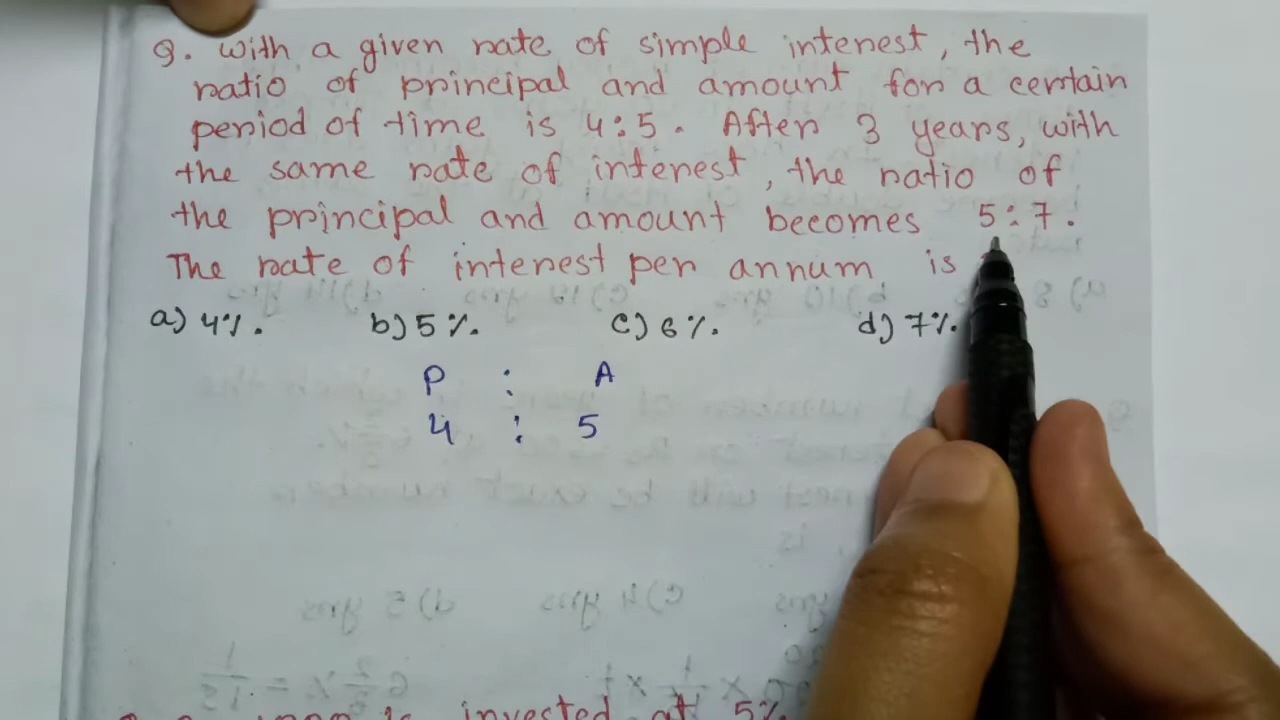 Q. With a given rate of simple interest, the
ratio of principal and amount for a certain
period of time is 4:5. After 3 years, with
the same rate of interest, the ratio of
the principal and amount becomes 5:7.
The rate of interest per annum is
a) 4%. b) 5%. c) 6%. d) 7%.
P : A
4 : 5
invested at 5%